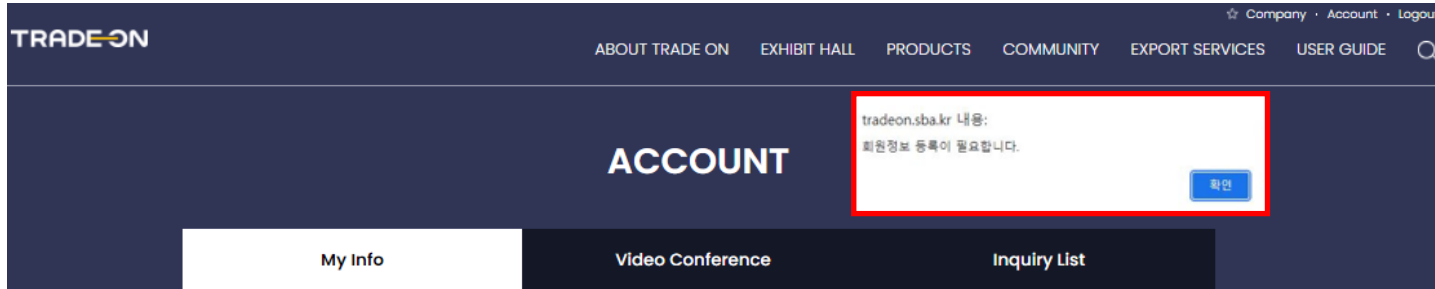 ☆ Company · Account · Logou
TRADE ON
ABOUT TRADE ON EXHIBIT HALL PRODUCTS COMMUNITY EXPORT SERVICES USER GUIDE
tradeon.sba.kr 내용:
회원정보 등록이 필요합니다.
확인
ACCOUNT
My Info Video Conference Inquiry List